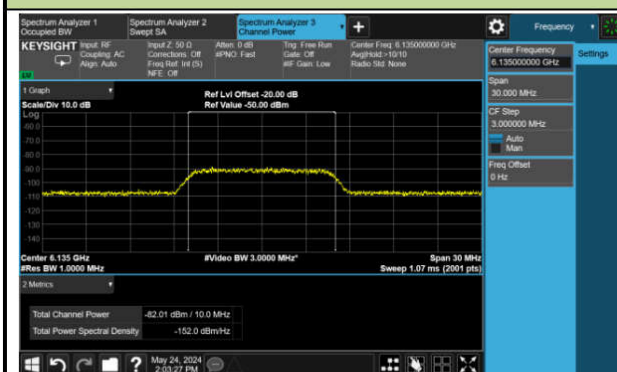 Spectrum Analyzer 1
Occupied BW
Spectrum Analyzer 2
Swept SA
Spectrum Analyzer 3
Channel Power
+
Frequency
KEYSIGHT
Input: RF
Coupling: AC
Align: Auto
Input Z: 50 Ω
Corrections: Off
Freq Ref: Int (S)
NFE: Off
Atten: 0 dB
#PNO: Fast
Trig: Free Run
Gate: Off
#IF Gain: Low
Center Freq: 6.135000000 GHz
Avg|Hold:>10/10
Radio Std: None
Center Frequency
6.135000000 GHz
Settings
Span
30.000 MHz
CF Step
3.000000 MHz
Auto
Man
Freq Offset
0 Hz
1 Graph
Scale/Div 10.0 dB
Ref Lvl Offset -20.00 dB
Ref Value -50.00 dBm
Log
-60.0
-70.0
-80.0
-90.0
-100
-110
-120
-130
-140
Center 6.135 GHz
#Video BW 3.0000 MHz*
Span 30 MHz
#Res BW 1.0000 MHz
Sweep 1.07 ms (2001 pts)
2 Metrics
Total Channel Power -82.01 dBm / 10.0 MHz
Total Power Spectral Density -152.0 dBm/Hz
?
May 24, 2024
2:03:27 PM